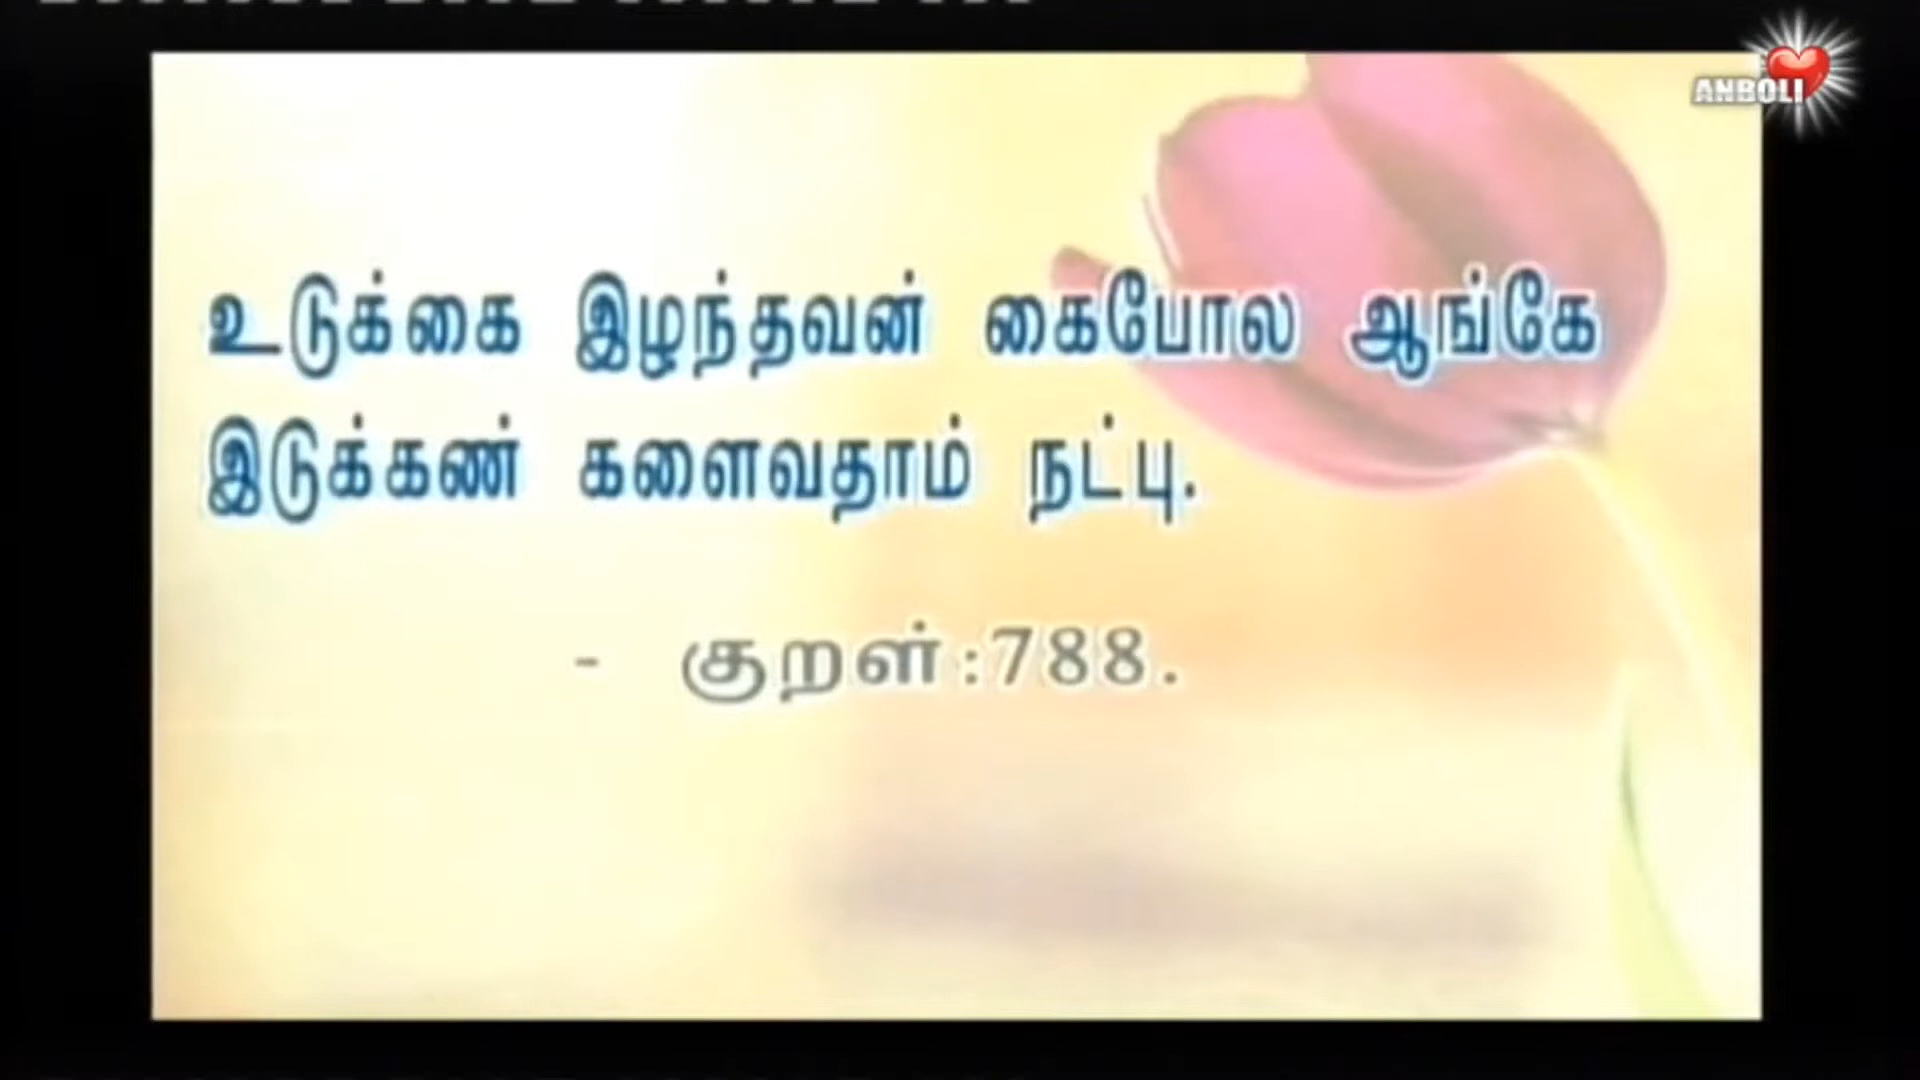 ANBOLI
உடுக்கை இழந்தவன் கைபோல ஆங்கே
இடுக்கண் களைவதாம் நட்பு.
- குறள்:788.